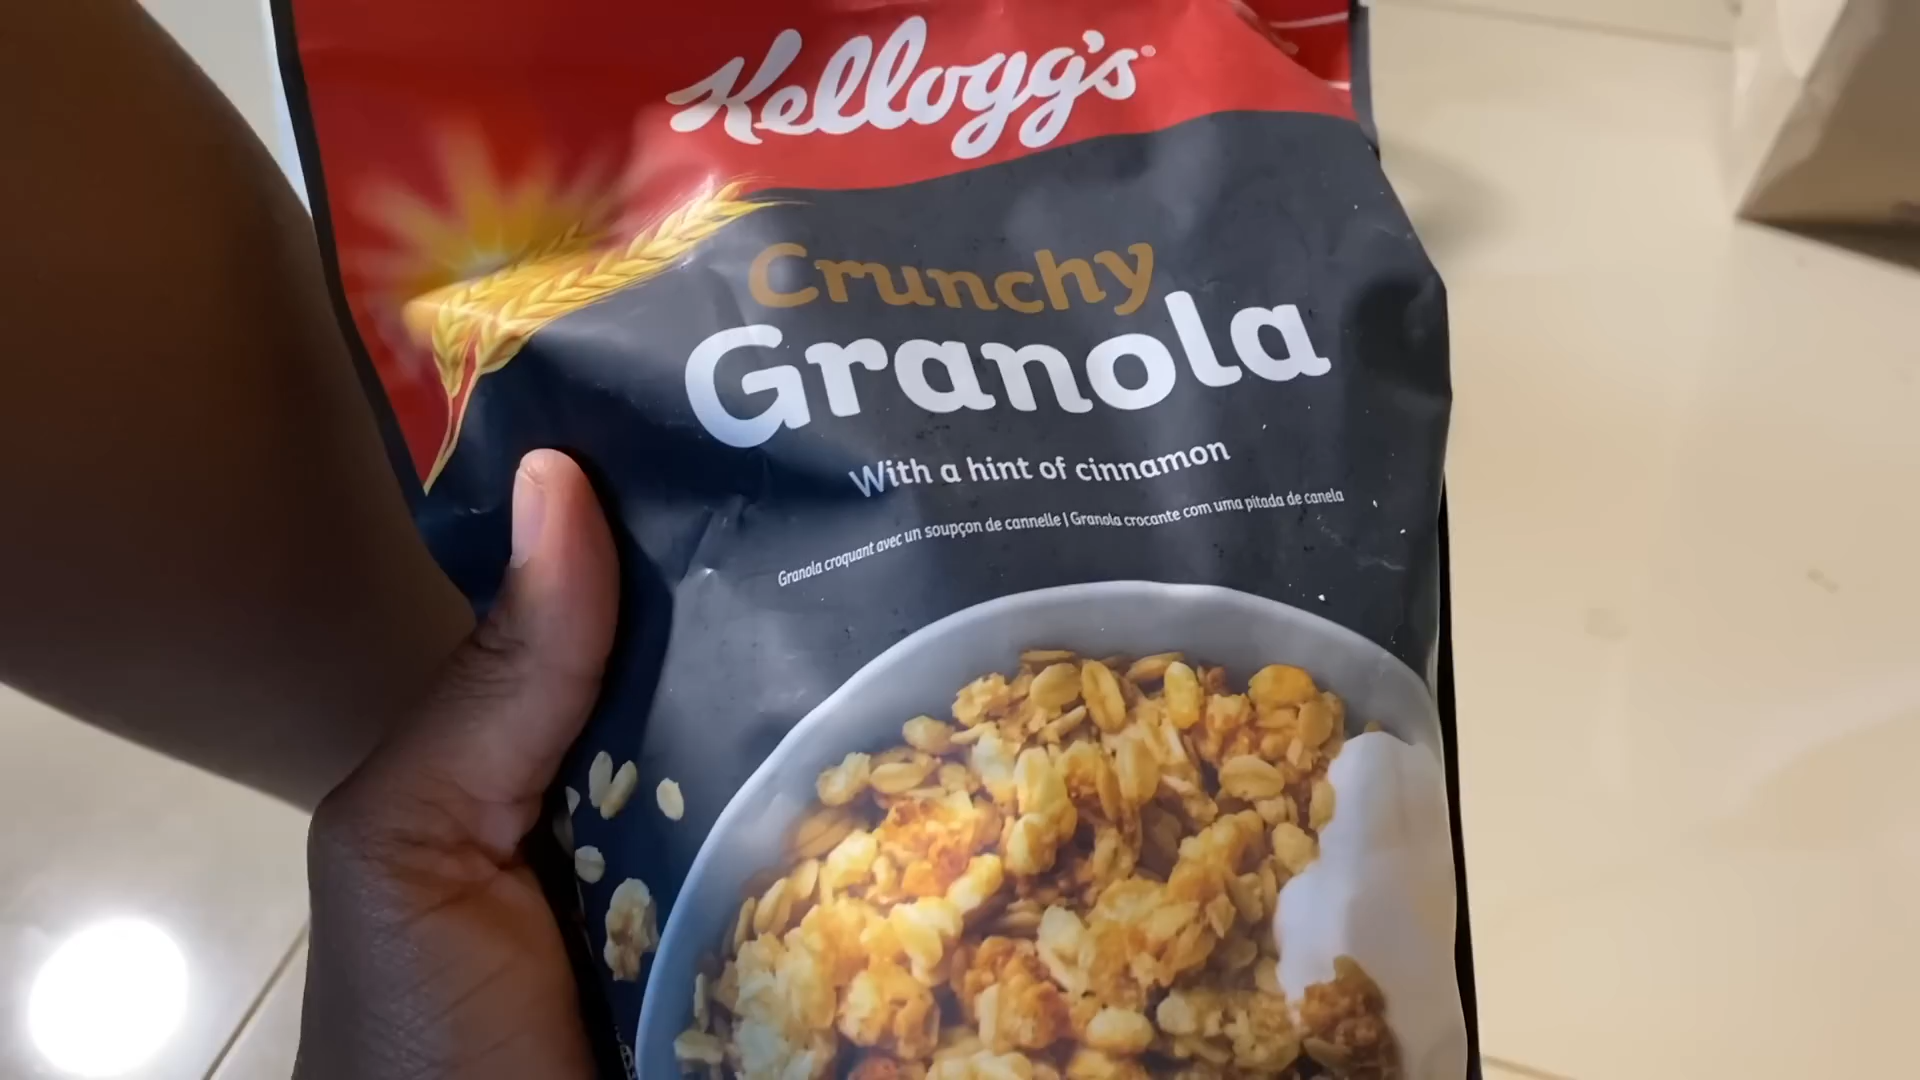 Kellogg's
Crunchy
Granola
With a hint of cinnamon
Granola croquant avec un soupçon de cannelle | Granola crocante com uma pitada de canela